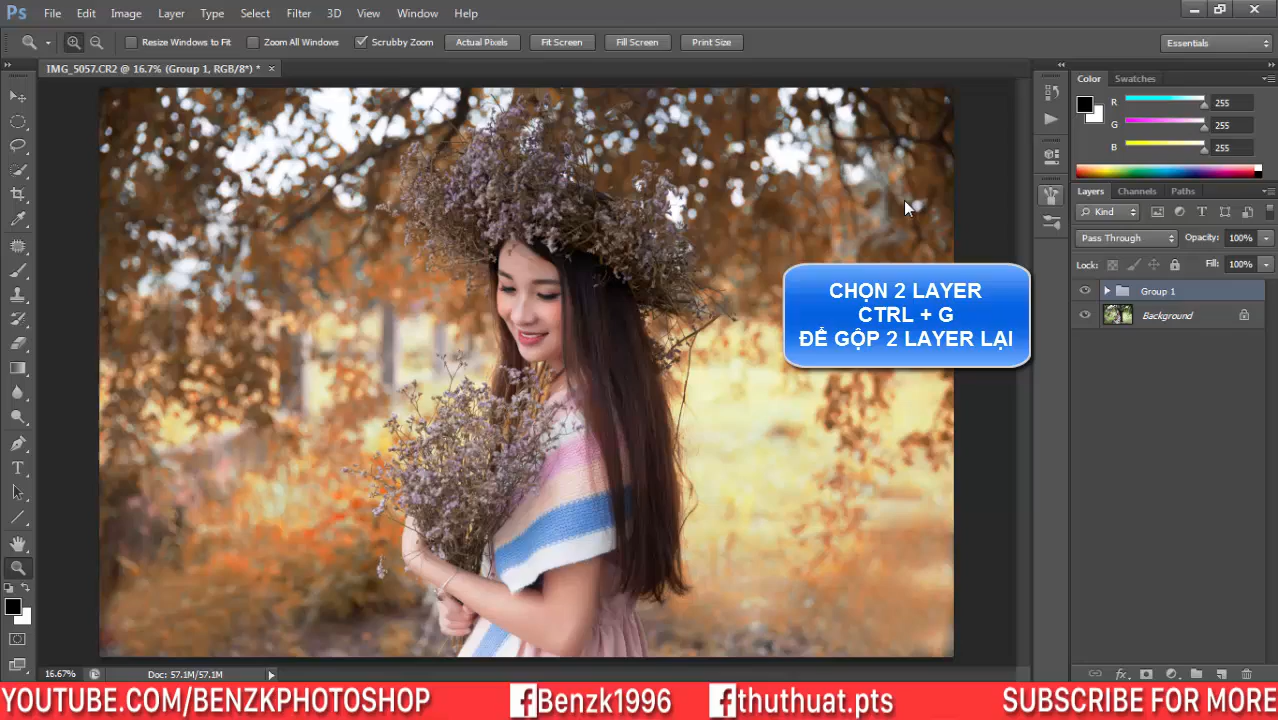 Ps File Edit Image Layer Type Select Filter 3D View Window Help
Resize Windows to Fit Zoom All Windows Scrubby Zoom Actual Pixels Fit Screen Fill Screen Print Size Essentials
IMG_5057.CR2 @ 16.7% (Group 1, RGB/8*) * ×
Color Swatches
R 255
G 255
B 255
Layers Channels Paths
Kind
Pass Through Opacity: 100%
Lock: Fill: 100%
Group 1
Background
CHỌN 2 LAYER
CTRL + G
ĐỂ GỘP 2 LAYER LẠI
16.67% Doc: 57.1M/57.1M
YOUTUBE.COM/BENZKPHOTOSHOP Benzk1996 thuthuat.pts SUBSCRIBE FOR MORE